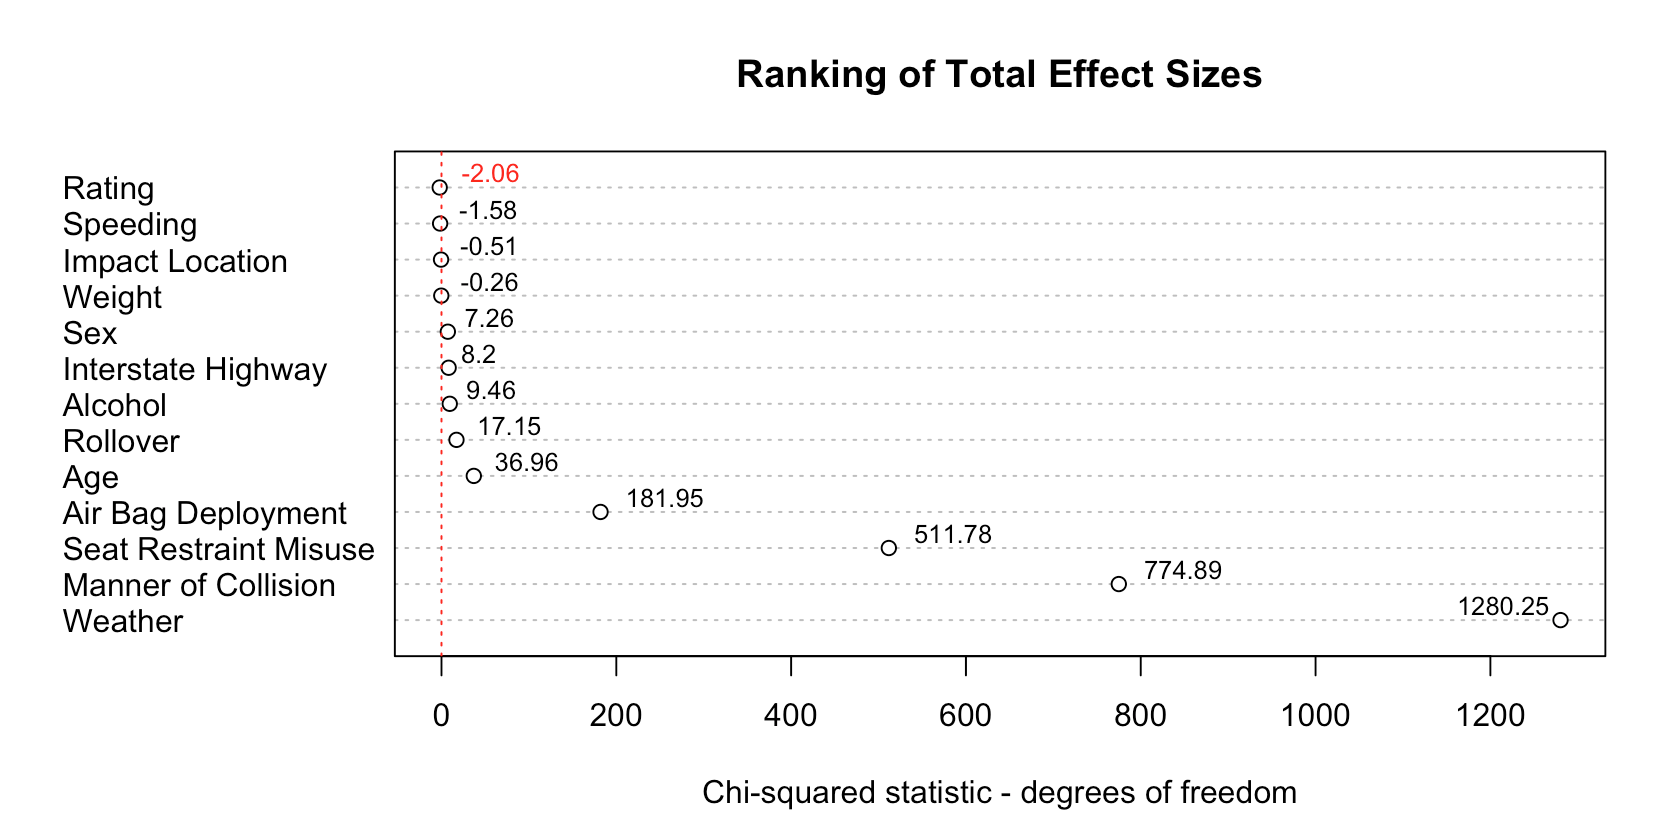 Ranking of Total Effect Sizes
Rating -2.06
Speeding -1.58
Impact Location -0.51
Weight -0.26
Sex 7.26
Interstate Highway 8.2
Alcohol 9.46
Rollover 17.15
Age 36.96
Air Bag Deployment 181.95
Seat Restraint Misuse 511.78
Manner of Collision 774.89
Weather 1280.25
0 200 400 600 800 1000 1200
Chi-squared statistic - degrees of freedom